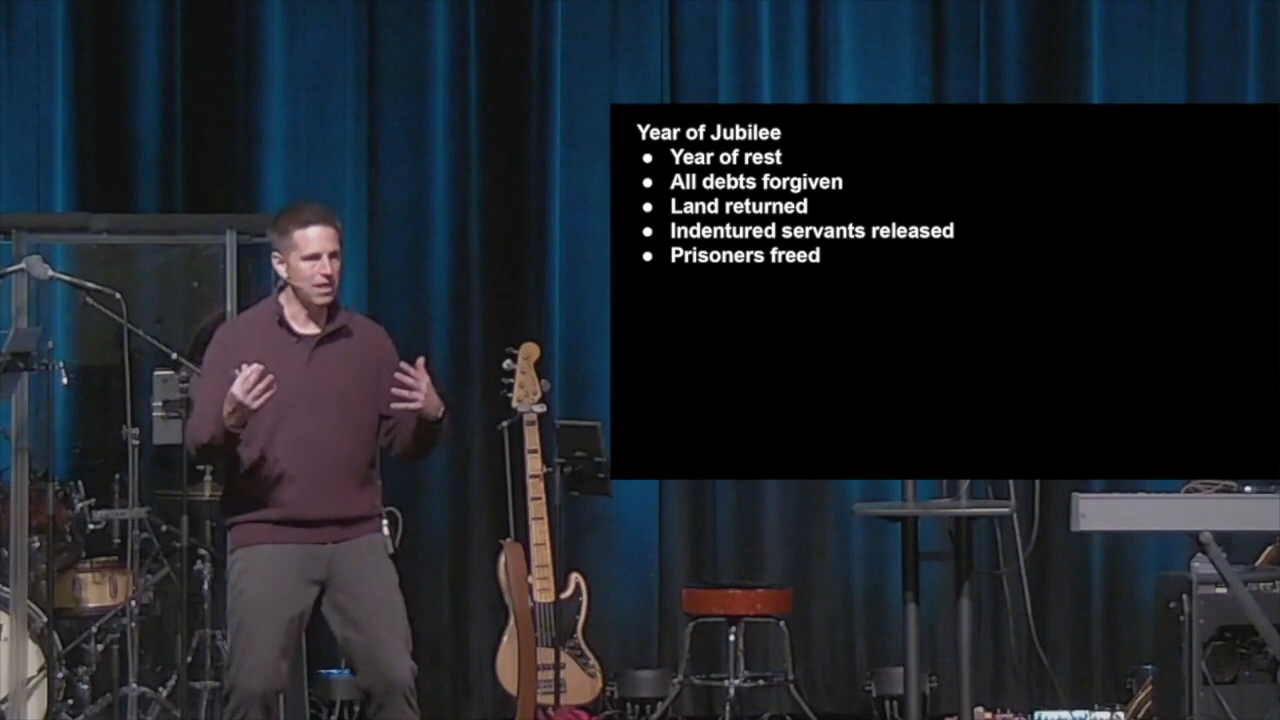 Year of Jubilee
● Year of rest
● All debts forgiven
● Land returned
● Indentured servants released
● Prisoners freed